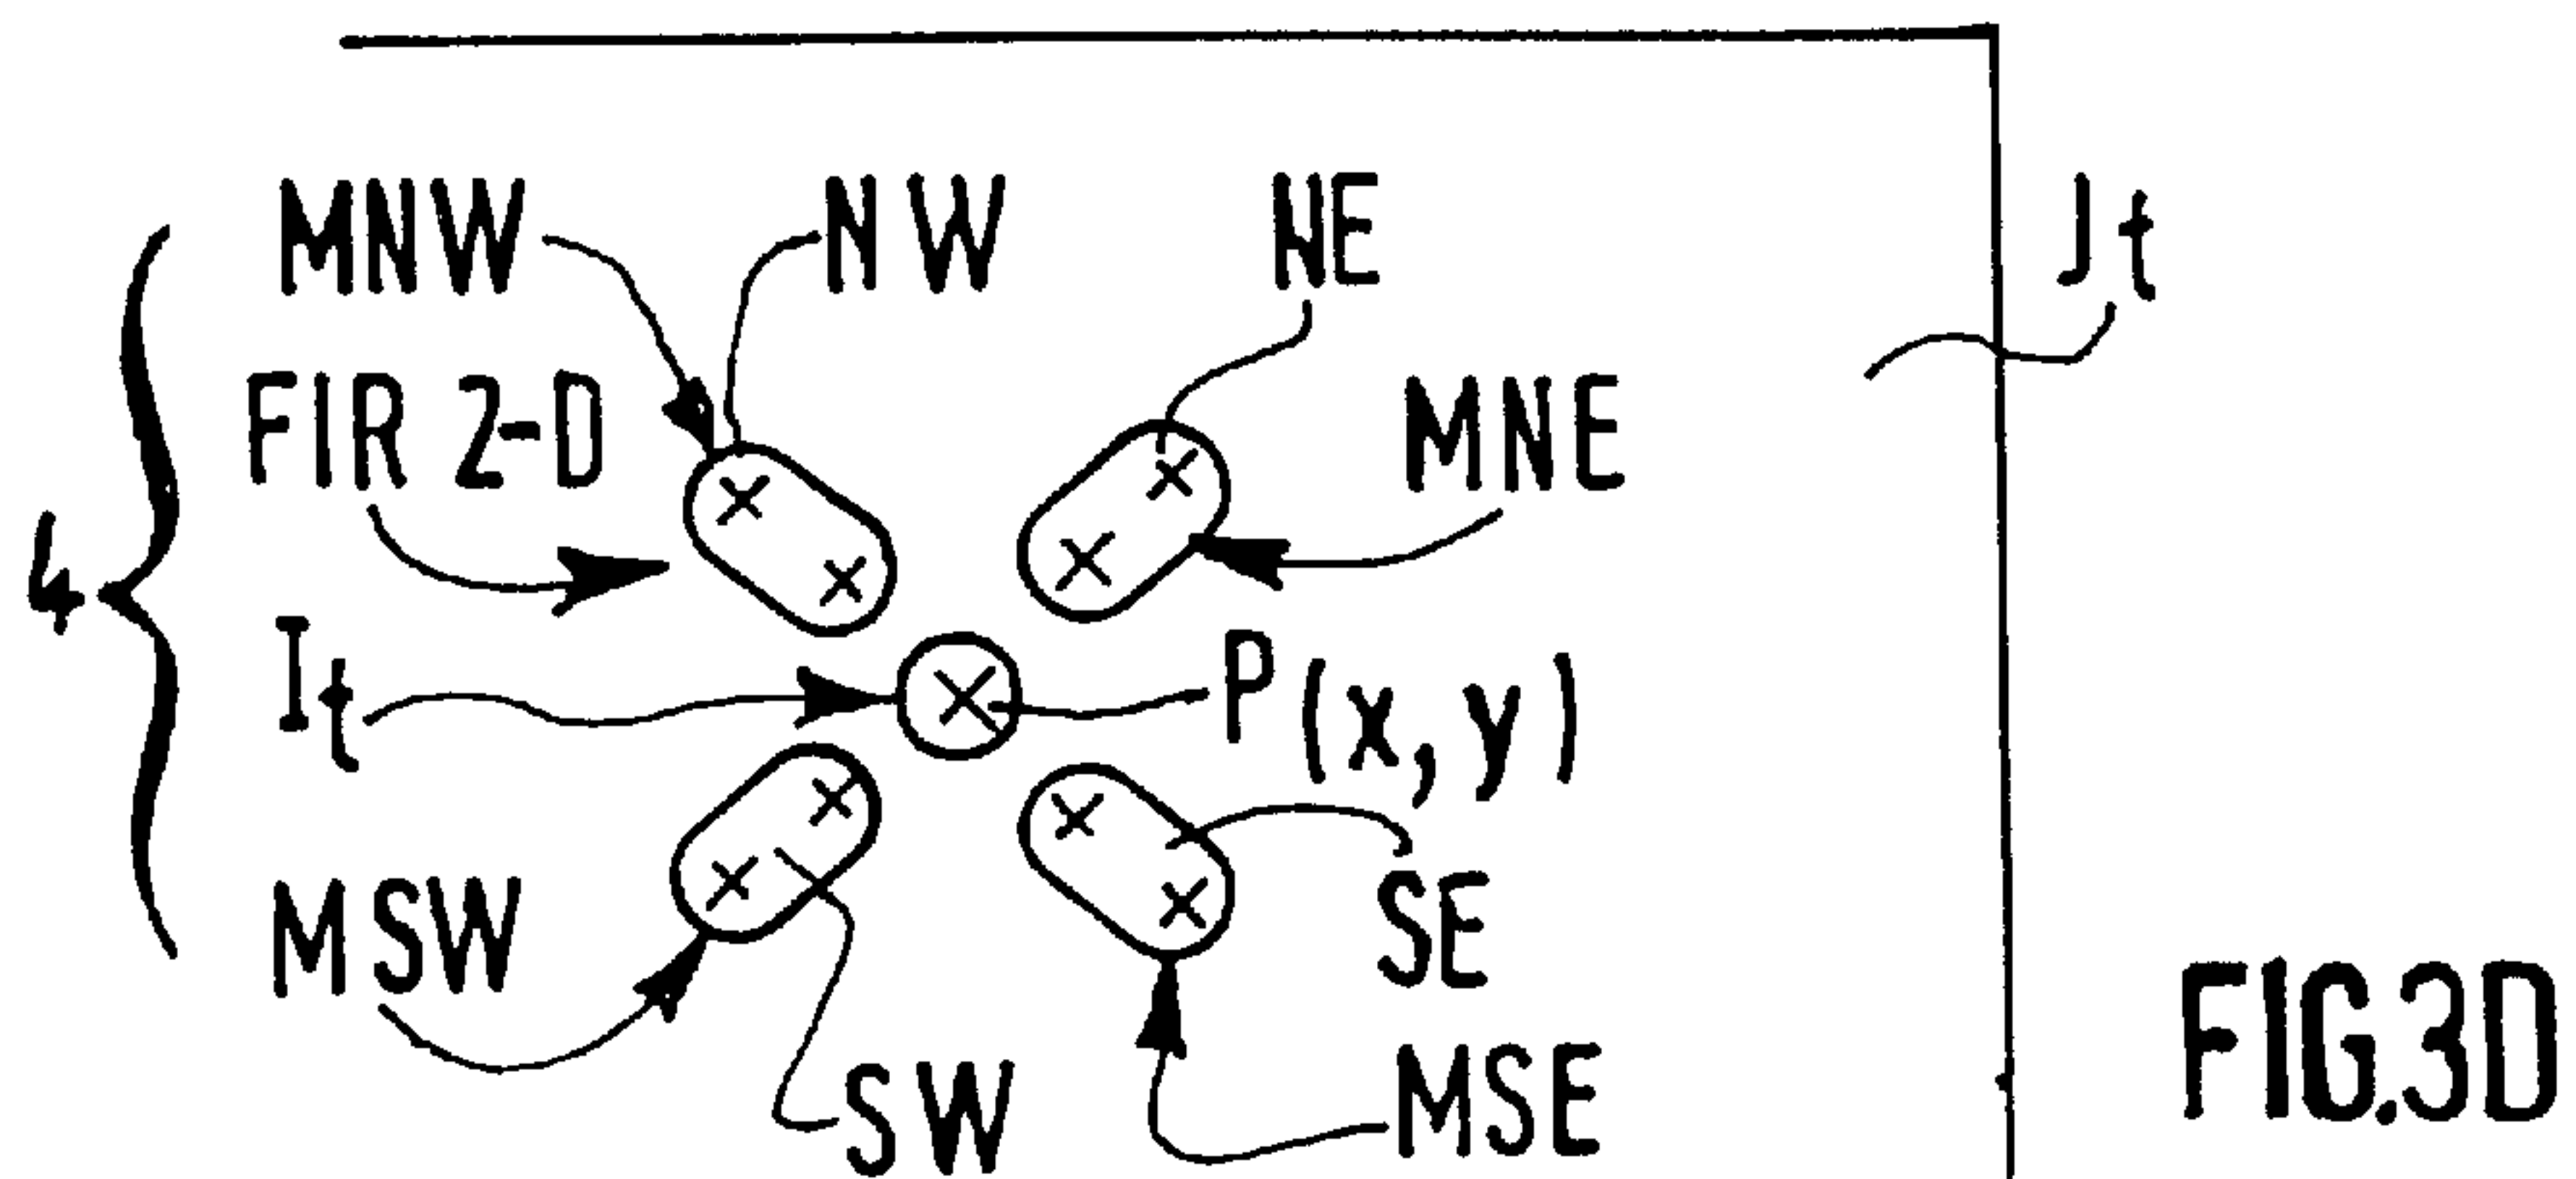 MNW NW NE Jt
FIR 2-D MNE
4
It P(x,y)
MSW SE
SW MSE
FIG.3D